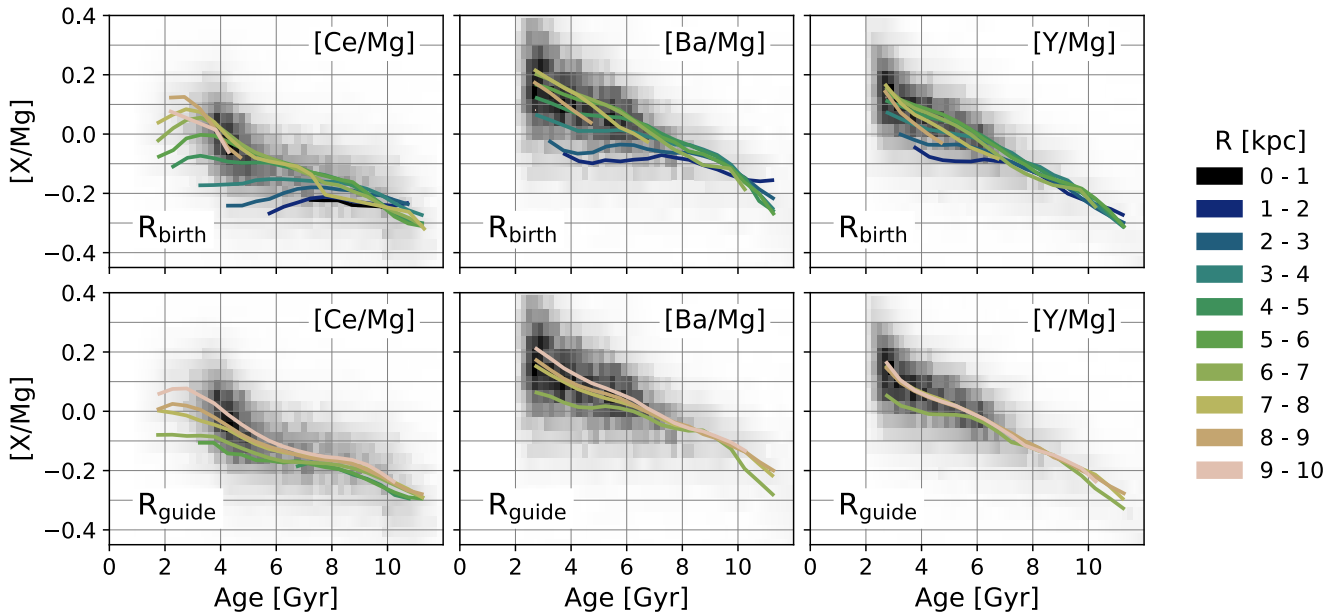 [Ce/Mg] [Ba/Mg] [Y/Mg]
0.4
0.2
0.0
−0.2
−0.4
[X/Mg]
R_birth R_birth R_birth
[Ce/Mg] [Ba/Mg] [Y/Mg]
0.4
0.2
0.0
−0.2
−0.4
[X/Mg]
R_guide R_guide R_guide
0 2 4 6 8 10 0 2 4 6 8 10 0 2 4 6 8 10
Age [Gyr] Age [Gyr] Age [Gyr]
R [kpc]
0 - 1
1 - 2
2 - 3
3 - 4
4 - 5
5 - 6
6 - 7
7 - 8
8 - 9
9 - 10